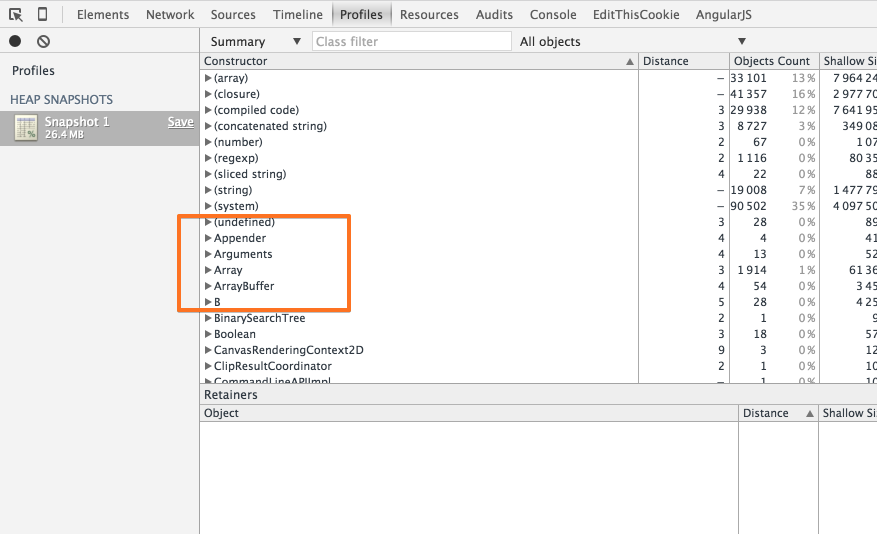 Elements Network Sources Timeline Profiles Resources Audits Console EditThisCookie AngularJS
Summary Class filter All objects
Profiles
HEAP SNAPSHOTS
Snapshot 1 Save
26.4 MB
Constructor Distance Objects Count Shallow Si
(array) – 33 101 13% 7 964 24
(closure) – 41 357 16% 2 977 70
(compiled code) 3 29 938 12% 7 641 95
(concatenated string) 3 8 727 3% 349 08
(number) 2 67 0% 1 07
(regexp) 2 1 116 0% 80 35
(sliced string) 4 22 0% 88
(string) – 19 008 7% 1 477 79
(system) – 90 502 35% 4 097 50
(undefined) 3 28 0% 89
Appender 4 4 0% 41
Arguments 4 13 0% 52
Array 3 1 914 1% 61 36
ArrayBuffer 4 54 0% 3 45
B 5 28 0% 4 25
BinarySearchTree 2 1 0% 9
Boolean 3 18 0% 57
CanvasRenderingContext2D 9 3 0% 12
ClipResultCoordinator 2 1 0% 10
CommandLineAPIImpl – 1 0% 10
Retainers
Object Distance Shallow Si